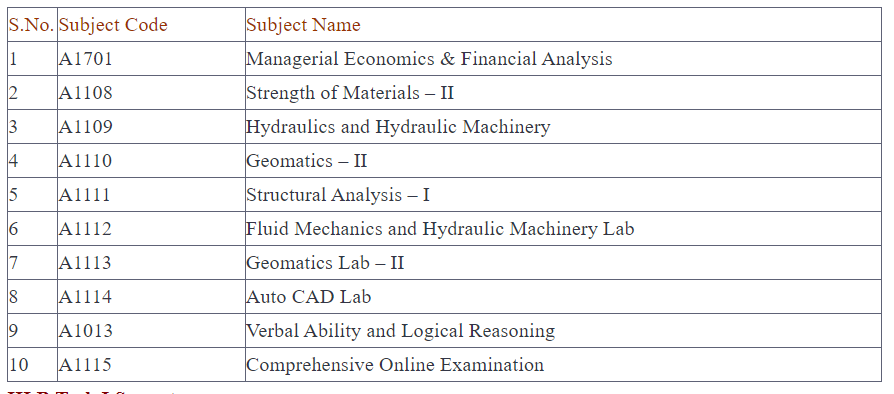 S.No. Subject Code Subject Name
1 A1701 Managerial Economics & Financial Analysis
2 A1108 Strength of Materials – II
3 A1109 Hydraulics and Hydraulic Machinery
4 A1110 Geomatics – II
5 A1111 Structural Analysis – I
6 A1112 Fluid Mechanics and Hydraulic Machinery Lab
7 A1113 Geomatics Lab – II
8 A1114 Auto CAD Lab
9 A1013 Verbal Ability and Logical Reasoning
10 A1115 Comprehensive Online Examination